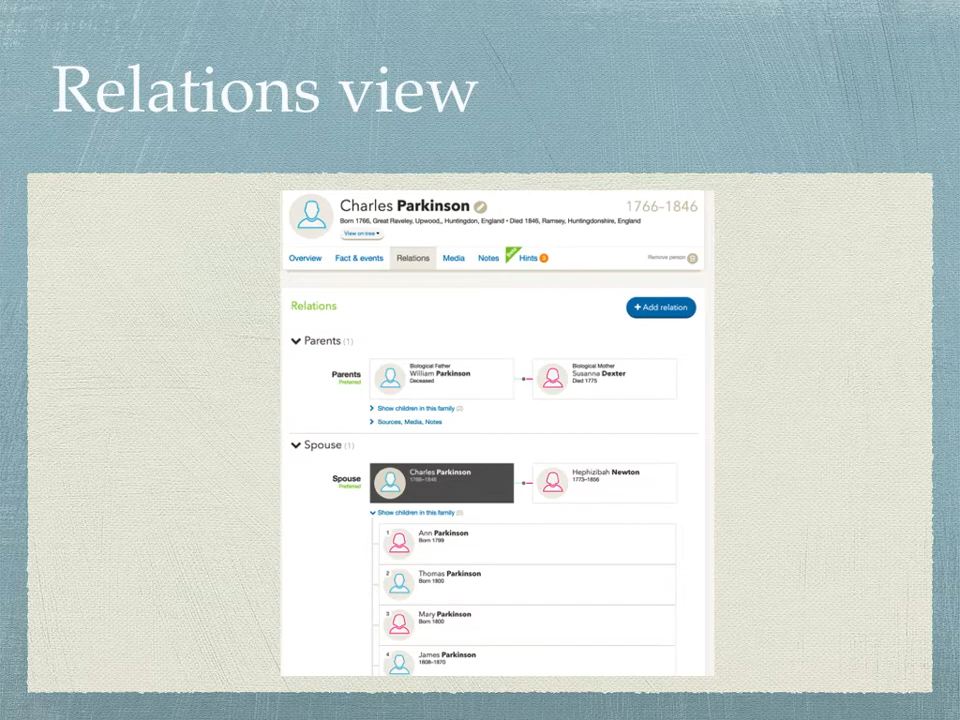 Relations view
Charles Parkinson
1766-1846
Born 1766, Great Raveley, Upwood,, Huntingdon, England • Died 1846, Ramsey, Huntingdonshire, England
View on tree
Overview Fact & events Relations Media Notes Hints
Remove person
Relations
+ Add relation
Parents (1)
Parents
Preferred
Biological Father
William Parkinson
Deceased
Biological Mother
Susanna Dexter
Died 1775
Show children in this family
Sources, Media, Notes
Spouse (1)
Spouse
Preferred
Charles Parkinson
1766-1846
Hephizibah Newton
1773-1856
Show children in this family
1
Ann Parkinson
Born 1799
2
Thomas Parkinson
Born 1800
3
Mary Parkinson
Born 1800
4
James Parkinson
1808-1870